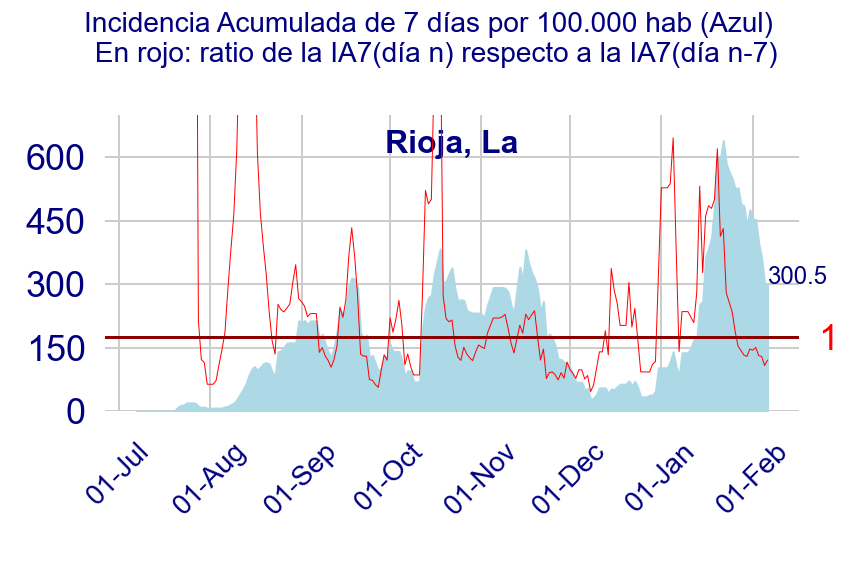 Incidencia Acumulada de 7 días por 100.000 hab (Azul)
En rojo: ratio de la IA7(día n) respecto a la IA7(día n-7)
Rioja, La
600
450
300
300.5
150
1
0
01-Jul
01-Aug
01-Sep
01-Oct
01-Nov
01-Dec
01-Jan
01-Feb